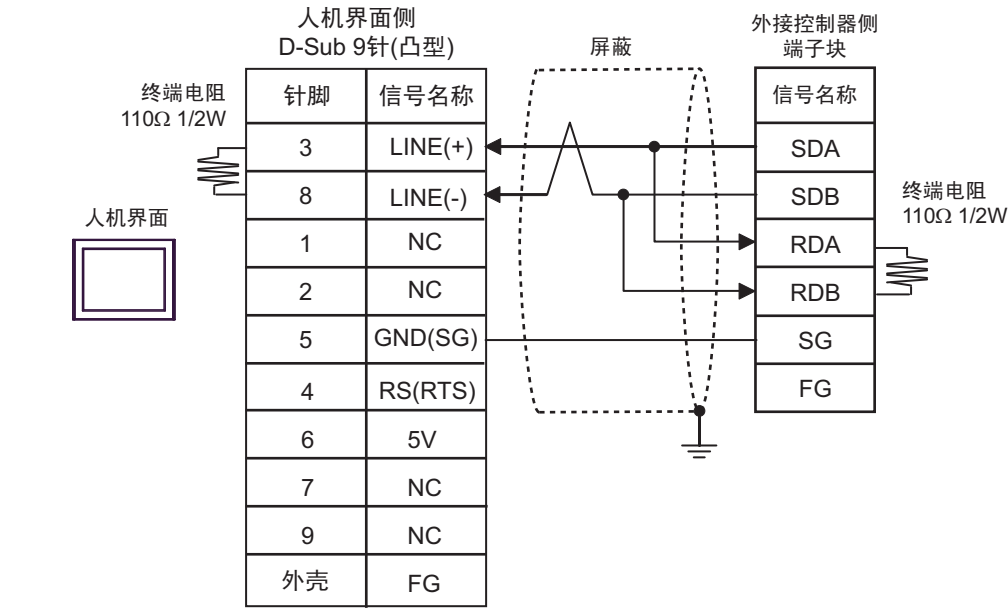 人机界面侧
D-Sub 9针(凸型)
屏蔽
外接控制器侧
端子块
终端电阻
110Ω 1/2W
针脚 信号名称
信号名称
3 LINE(+)
SDA
8 LINE(-)
SDB
终端电阻
110Ω 1/2W
人机界面
1 NC
RDA
2 NC
RDB
5 GND(SG)
SG
4 RS(RTS)
FG
6 5V
7 NC
9 NC
外壳 FG